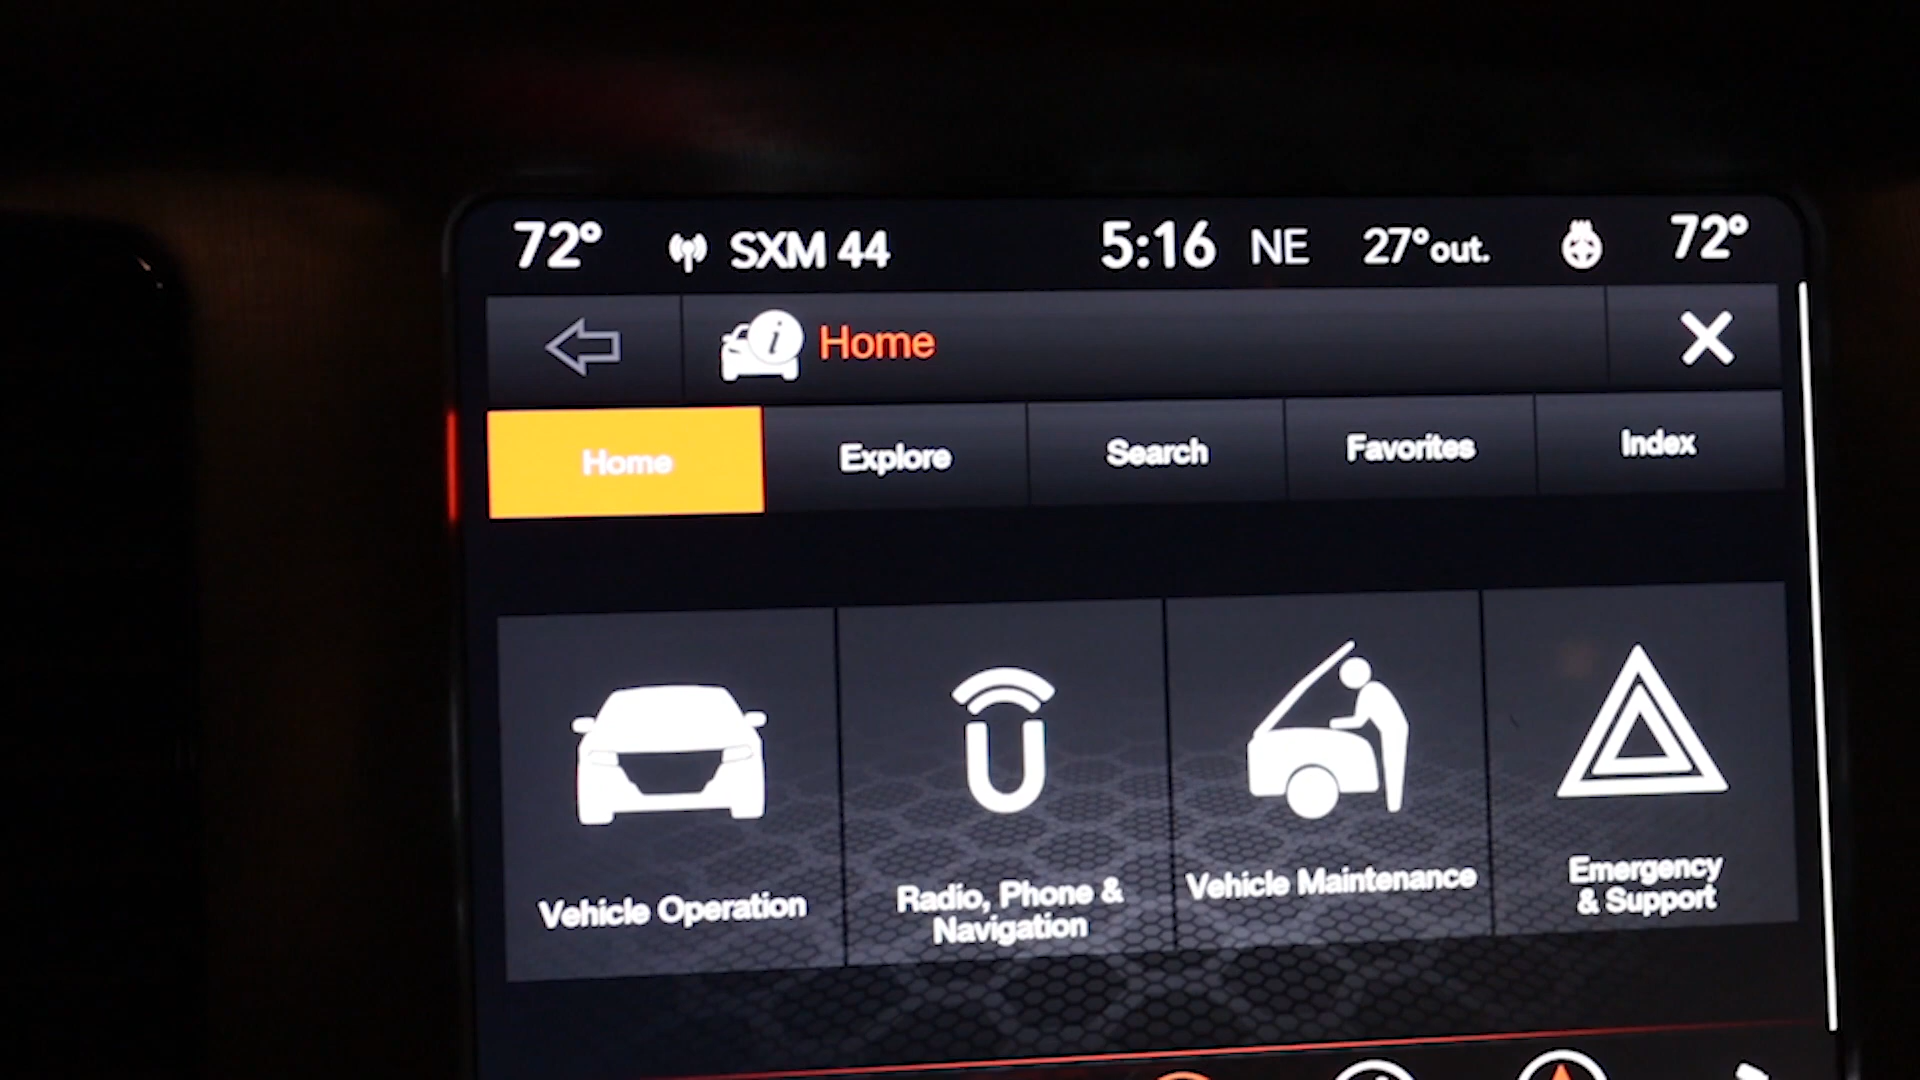 72° SXM 44 5:16 NE 27°out. 72°
i Home
Home Explore Search Favorites Index
Vehicle Operation
Radio, Phone &
Navigation
Vehicle Maintenance
Emergency
& Support